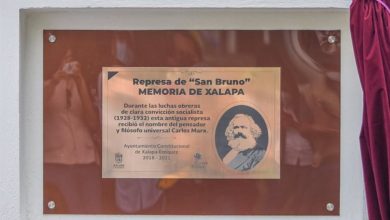 Represa de “San Bruno”
MEMORIA DE XALAPA
Durante las luchas obreras
de clara convicción socialista
(1928-1932) esta antigua represa
recibió el nombre del pensador
y filósofo universal Carlos Marx.
Ayuntamiento Constitucional
de Xalapa Enríquez
2018 - 2021
XALAPA